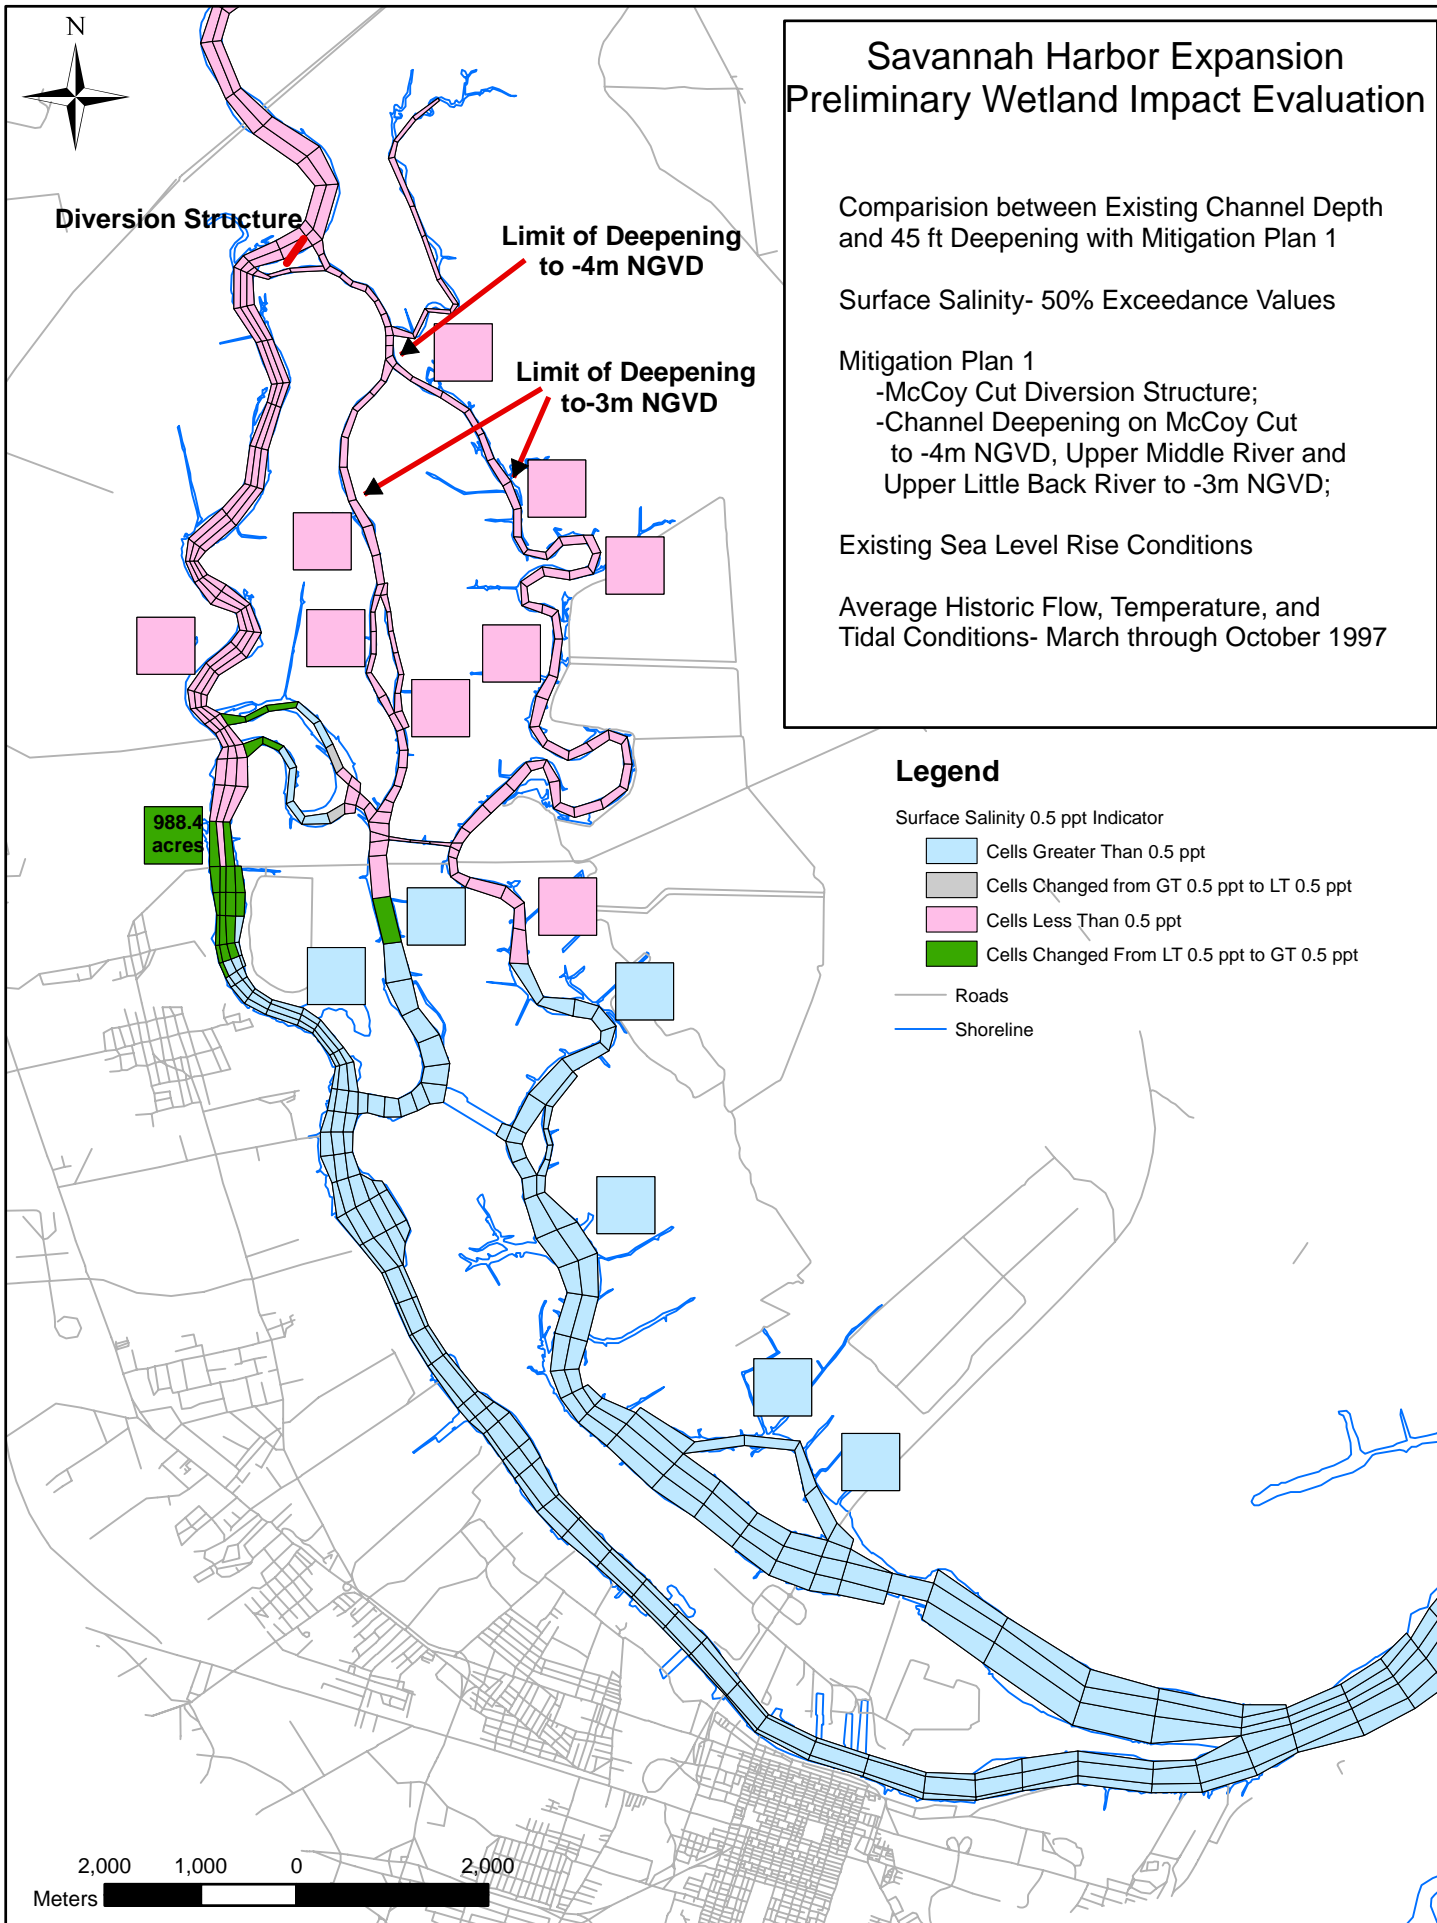 N
Savannah Harbor Expansion
Preliminary Wetland Impact Evaluation
Comparision between Existing Channel Depth
and 45 ft Deepening with Mitigation Plan 1
Surface Salinity- 50% Exceedance Values
Mitigation Plan 1
-McCoy Cut Diversion Structure;
-Channel Deepening on McCoy Cut
to -4m NGVD, Upper Middle River and
Upper Little Back River to -3m NGVD;
Existing Sea Level Rise Conditions
Average Historic Flow, Temperature, and
Tidal Conditions- March through October 1997
Diversion Structure
Limit of Deepening
to -4m NGVD
Limit of Deepening
to-3m NGVD
988.4
acres
Legend
Surface Salinity 0.5 ppt Indicator
Cells Greater Than 0.5 ppt
Cells Changed from GT 0.5 ppt to LT 0.5 ppt
Cells Less Than 0.5 ppt
Cells Changed From LT 0.5 ppt to GT 0.5 ppt
Roads
Shoreline
2,000 1,000 0 2,000
Meters